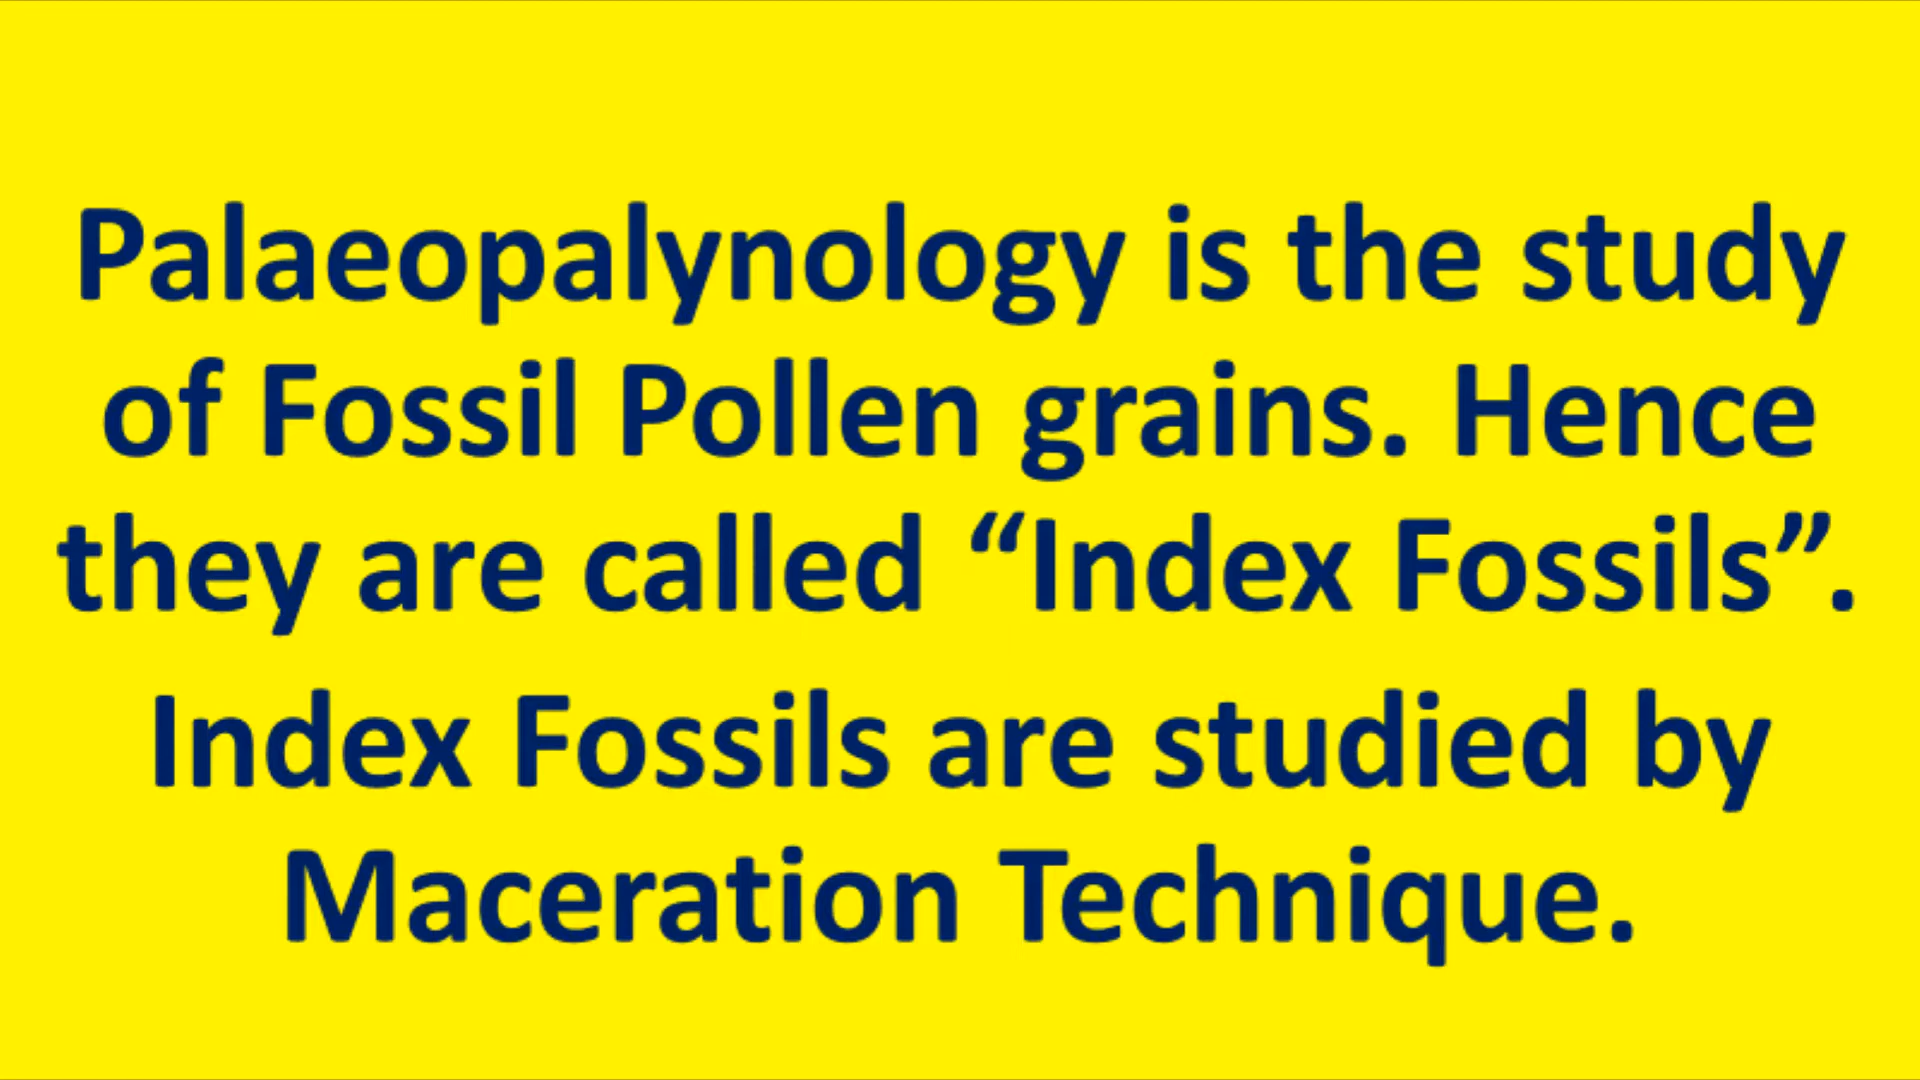 Palaeopalynology is the study
of Fossil Pollen grains. Hence
they are called “Index Fossils”.
Index Fossils are studied by
Maceration Technique.